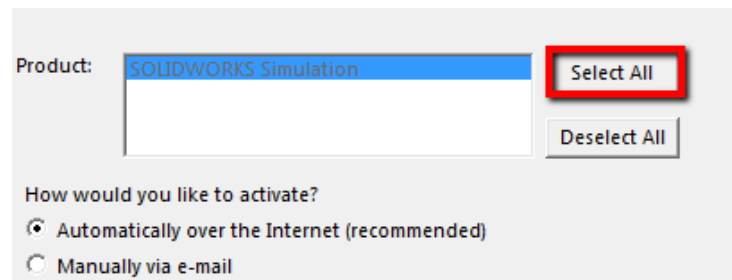 Product:
SOLIDWORKS Simulation
Select All
Deselect All
How would you like to activate?
Automatically over the Internet (recommended)
Manually via e-mail